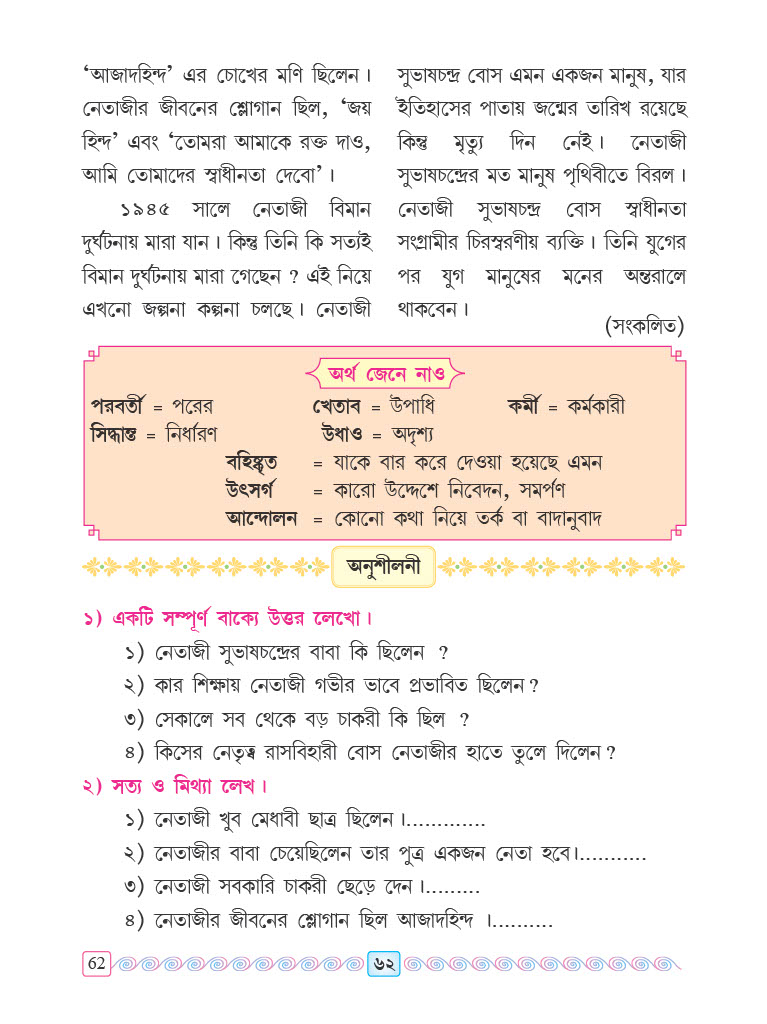 ‘আজাদহিন্দ’ এর চোখের মণি ছিলেন।
নেতাজীর জীবনের শ্লোগান ছিল, ‘জয়
হিন্দ’ এবং ‘তোমরা আমাকে রক্ত দাও,
আমি তোমাদের স্বাধীনতা দেবো’।
১৯৪৫ সালে নেতাজী বিমান
দুর্ঘটনায় মারা যান। কিন্তু তিনি কি সত্যই
বিমান দুর্ঘটনায় মারা গেছেন ? এই নিয়ে
এখনো জল্পনা কল্পনা চলছে। নেতাজী
সুভাষচন্দ্র বোস এমন একজন মানুষ, যার
ইতিহাসের পাতায় জন্মের তারিখ রয়েছে
কিন্তু মৃত্যু দিন নেই। নেতাজী
সুভাষচন্দ্রের মত মানুষ পৃথিবীতে বিরল।
নেতাজী সুভাষচন্দ্র বোস স্বাধীনতা
সংগ্রামীর চিরস্বরণীয় ব্যক্তি। তিনি যুগের
পর যুগ মানুষের মনের অন্তরালে
থাকবেন।
(সংকলিত)
অর্থ জেনে নাও
পরবর্তী = পরের খেতাব = উপাধি কর্মী = কর্মকারী
সিদ্ধান্ত = নির্ধারণ উধাও = অদৃশ্য
বহিষ্কৃত = যাকে বার করে দেওয়া হয়েছে এমন
উৎসর্গ = কারো উদ্দেশে নিবেদন, সমর্পণ
আন্দোলন = কোনো কথা নিয়ে তর্ক বা বাদানুবাদ
অনুশীলনী
১) একটি সম্পূর্ণ বাক্যে উত্তর লেখো।
১) নেতাজী সুভাষচন্দ্রের বাবা কি ছিলেন ?
২) কার শিক্ষায় নেতাজী গভীর ভাবে প্রভাবিত ছিলেন ?
৩) সেকালে সব থেকে বড় চাকরী কি ছিল ?
৪) কিসের নেতৃত্ব রাসবিহারী বোস নেতাজীর হাতে তুলে দিলেন ?
২) সত্য ও মিথ্যা লেখ।
১) নেতাজী খুব মেধাবী ছাত্র ছিলেন।.............
২) নেতাজীর বাবা চেয়েছিলেন তার পুত্র একজন নেতা হবে।...........
৩) নেতাজী সবকারি চাকরী ছেড়ে দেন।.........
৪) নেতাজীর জীবনের শ্লোগান ছিল আজাদহিন্দ ।..........
62 ৬২